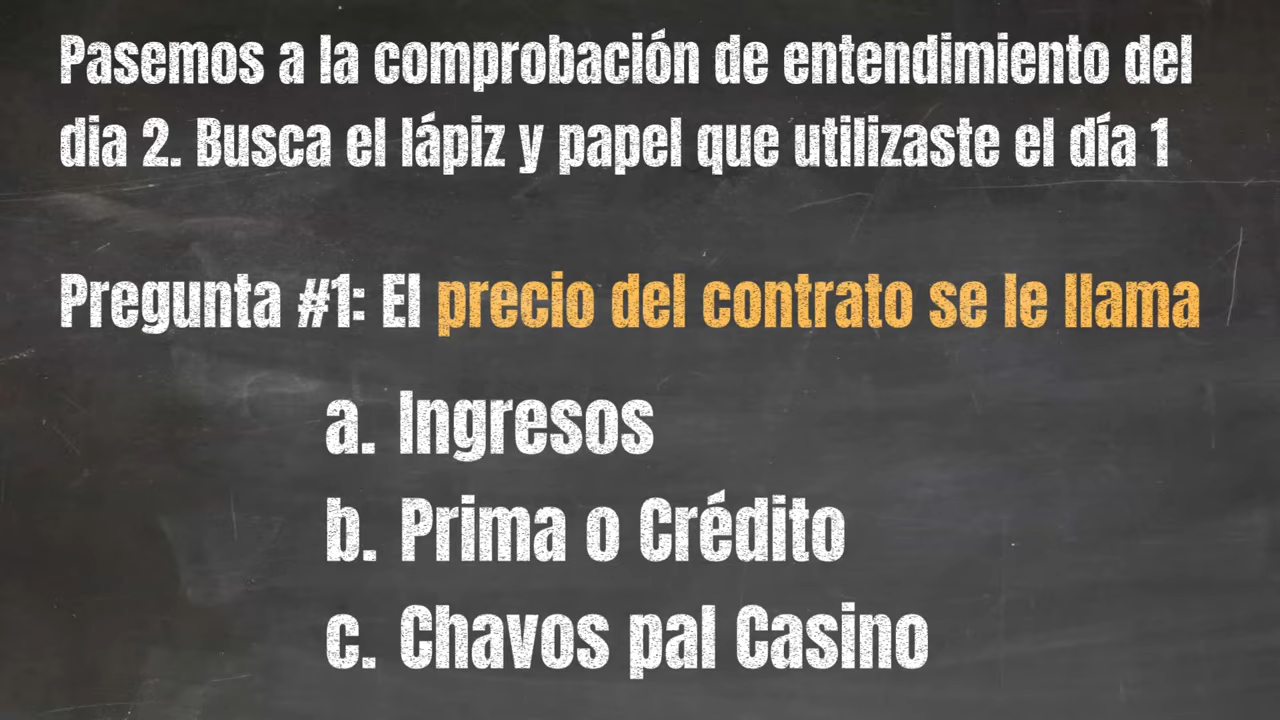 Pasemos a la comprobación de entendimiento del
dia 2. Busca el lápiz y papel que utilizaste el día 1
Pregunta #1: El precio del contrato se le llama
a. Ingresos
b. Prima o Crédito
c. Chavos pal Casino